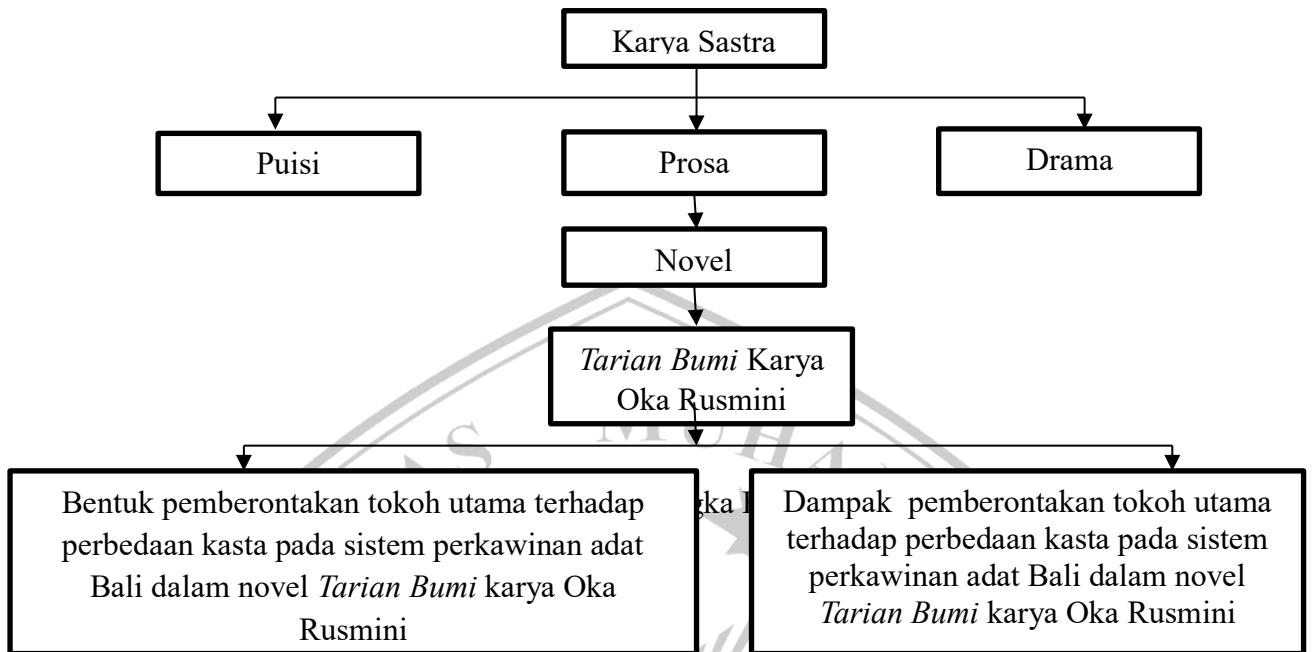 Karya Sastra
Puisi
Prosa
Drama
Novel
Tarian Bumi Karya
Oka Rusmini
Bentuk pemberontakan tokoh utama terhadap
perbedaan kasta pada sistem perkawinan adat
Bali dalam novel Tarian Bumi karya Oka
Rusmini
Dampak pemberontakan tokoh utama
terhadap perbedaan kasta pada sistem
perkawinan adat Bali dalam novel
Tarian Bumi karya Oka Rusmini